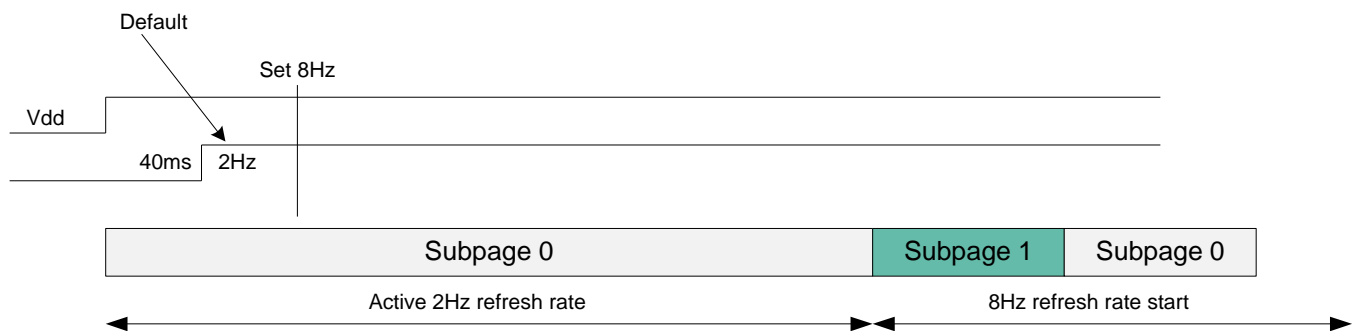 Default
Set 8Hz
Vdd
40ms 2Hz
Subpage 0 Subpage 1 Subpage 0
Active 2Hz refresh rate 8Hz refresh rate start